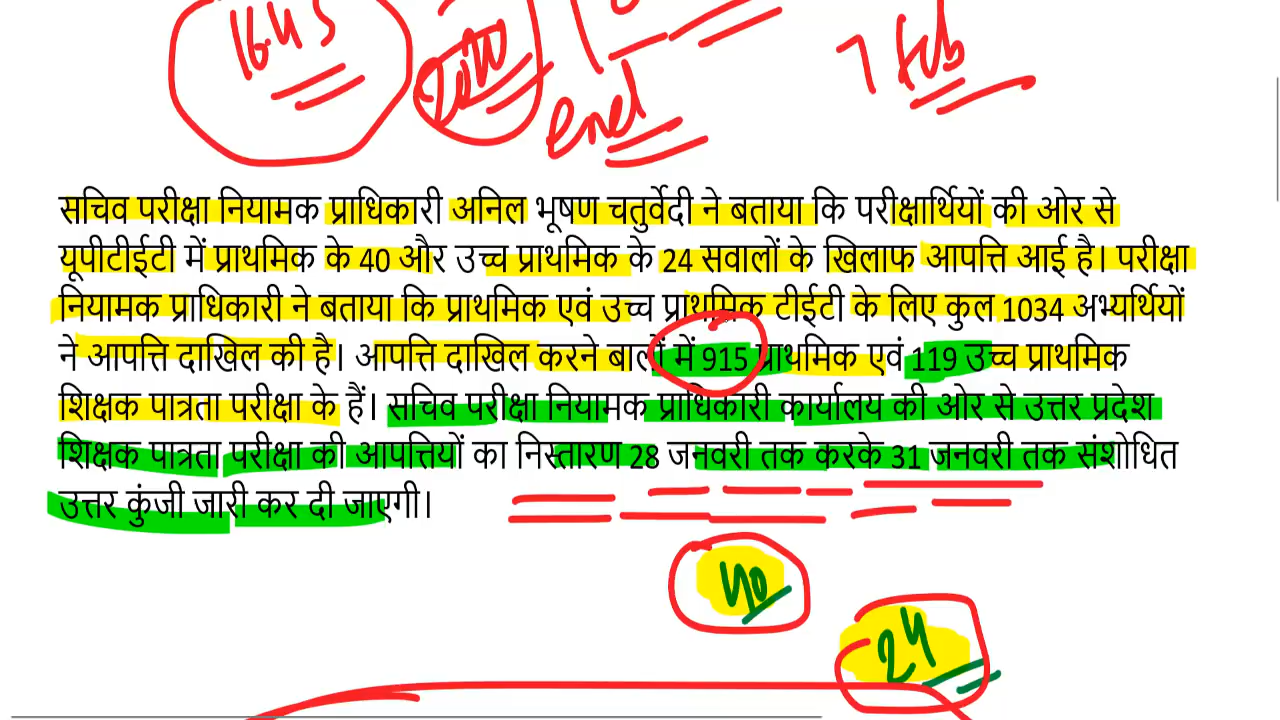 1645
end
7 Feb
सचिव परीक्षा नियामक प्राधिकारी अनिल भूषण चतुर्वेदी ने बताया कि परीक्षार्थियों की ओर से
यूपीटीईटी में प्राथमिक के 40 और उच्च प्राथमिक के 24 सवालों के खिलाफ आपत्ति आई है। परीक्षा
नियामक प्राधिकारी ने बताया कि प्राथमिक एवं उच्च प्राथमिक टीईटी के लिए कुल 1034 अभ्यर्थियों
ने आपत्ति दाखिल की है। आपत्ति दाखिल करने बालों में 915 प्राथमिक एवं 119 उच्च प्राथमिक
शिक्षक पात्रता परीक्षा के हैं। सचिव परीक्षा नियामक प्राधिकारी कार्यालय की ओर से उत्तर प्रदेश
शिक्षक पात्रता परीक्षा की आपत्तियों का निस्तारण 28 जनवरी तक करके 31 जनवरी तक संशोधित
उत्तर कुंजी जारी कर दी जाएगी।
40
24